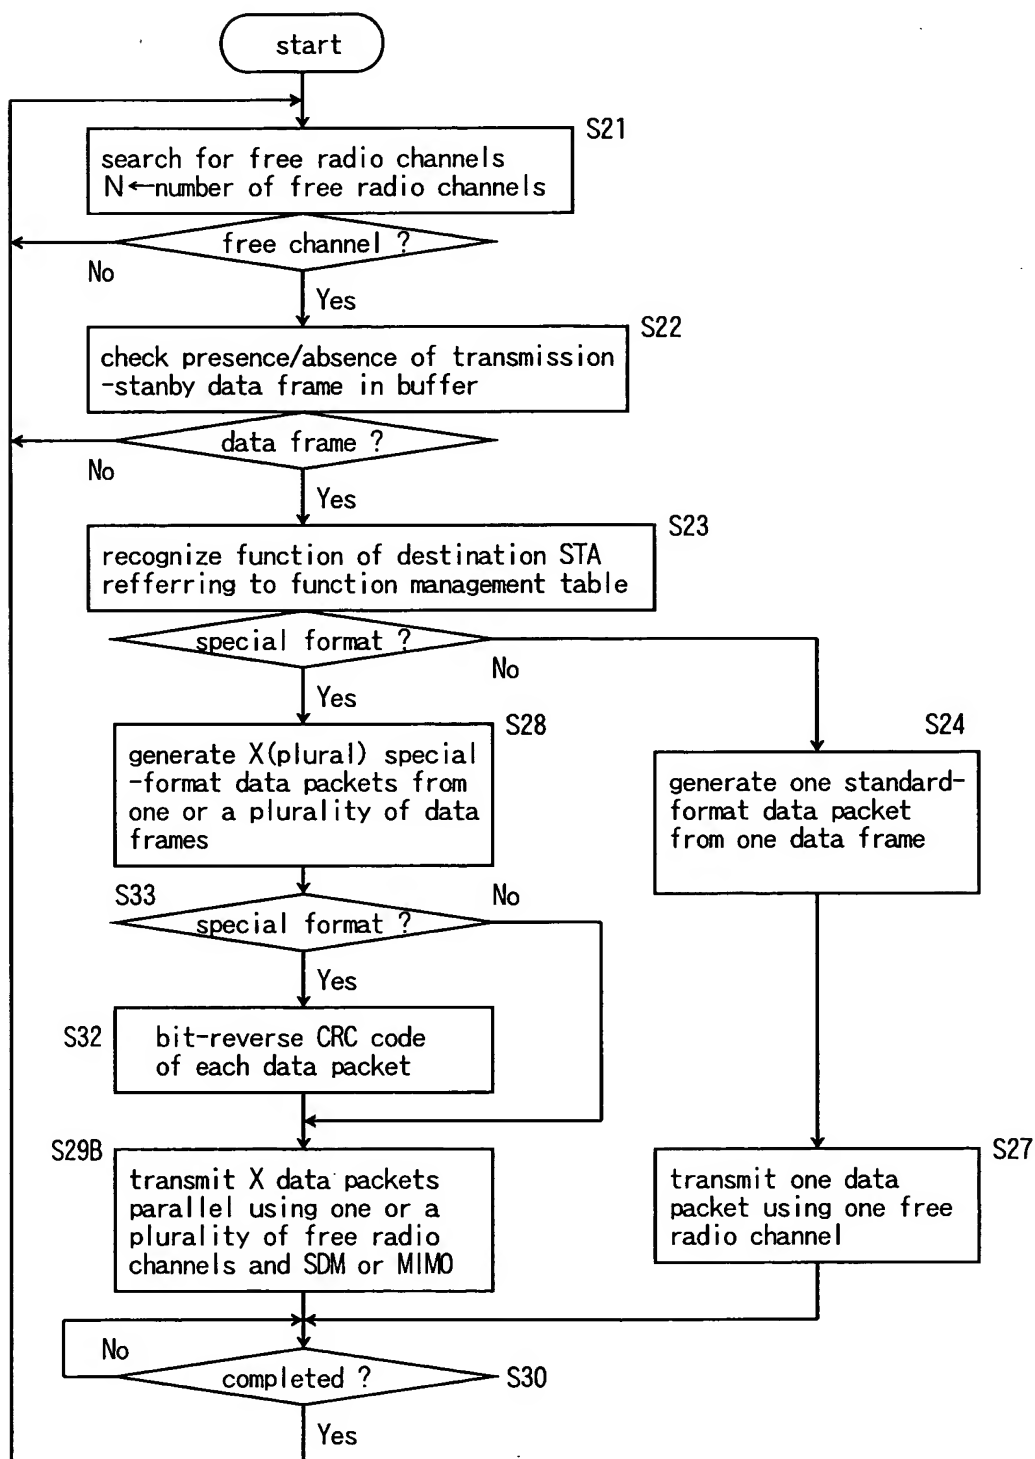 start
S21
search for free radio channels
N←number of free radio channels
free channel ?
No
Yes
S22
check presence/absence of transmission
-stanby data frame in buffer
data frame ?
No
Yes
S23
recognize function of destination STA
refferring to function management table
special format ?
No
Yes
S28
generate X(plural) special
-format data packets from
one or a plurality of data
frames
S24
generate one standard-
format data packet
from one data frame
S33
No
special format ?
Yes
S32
bit-reverse CRC code
of each data packet
S29B
transmit X data packets
parallel using one or a
plurality of free radio
channels and SDM or MIMO
S27
transmit one data
packet using one free
radio channel
No
completed ?
S30
Yes